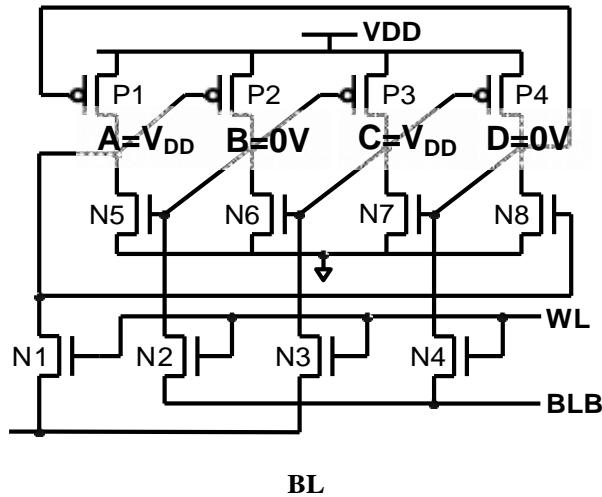 VDD
P1 P2 P3 P4
A=VDD B=0V C=VDD D=0V
N5 N6 N7 N8
WL
N1 N2 N3 N4
BLB
BL